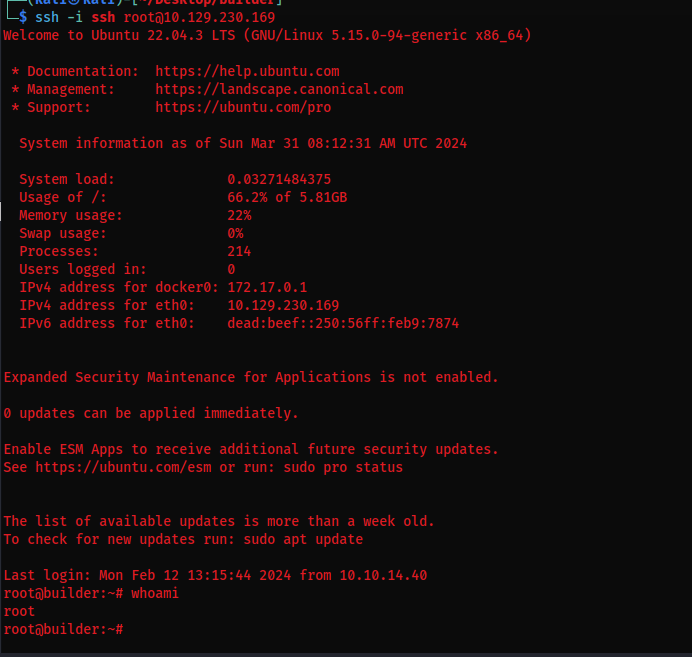 (kali㉿kali)-[~/Desktop/Builder]
└─$ ssh -i ssh root@10.129.230.169
Welcome to Ubuntu 22.04.3 LTS (GNU/Linux 5.15.0-94-generic x86_64)
* Documentation:  https://help.ubuntu.com
* Management:     https://landscape.canonical.com
* Support:        https://ubuntu.com/pro
System information as of Sun Mar 31 08:12:31 AM UTC 2024
System load:              0.03271484375
Usage of /:               66.2% of 5.81GB
Memory usage:             22%
Swap usage:               0%
Processes:                214
Users logged in:          0
IPv4 address for docker0: 172.17.0.1
IPv4 address for eth0:    10.129.230.169
IPv6 address for eth0:    dead:beef::250:56ff:feb9:7874
Expanded Security Maintenance for Applications is not enabled.
0 updates can be applied immediately.
Enable ESM Apps to receive additional future security updates.
See https://ubuntu.com/esm or run: sudo pro status
The list of available updates is more than a week old.
To check for new updates run: sudo apt update
Last login: Mon Feb 12 13:15:44 2024 from 10.10.14.40
root@builder:~# whoami
root
root@builder:~#